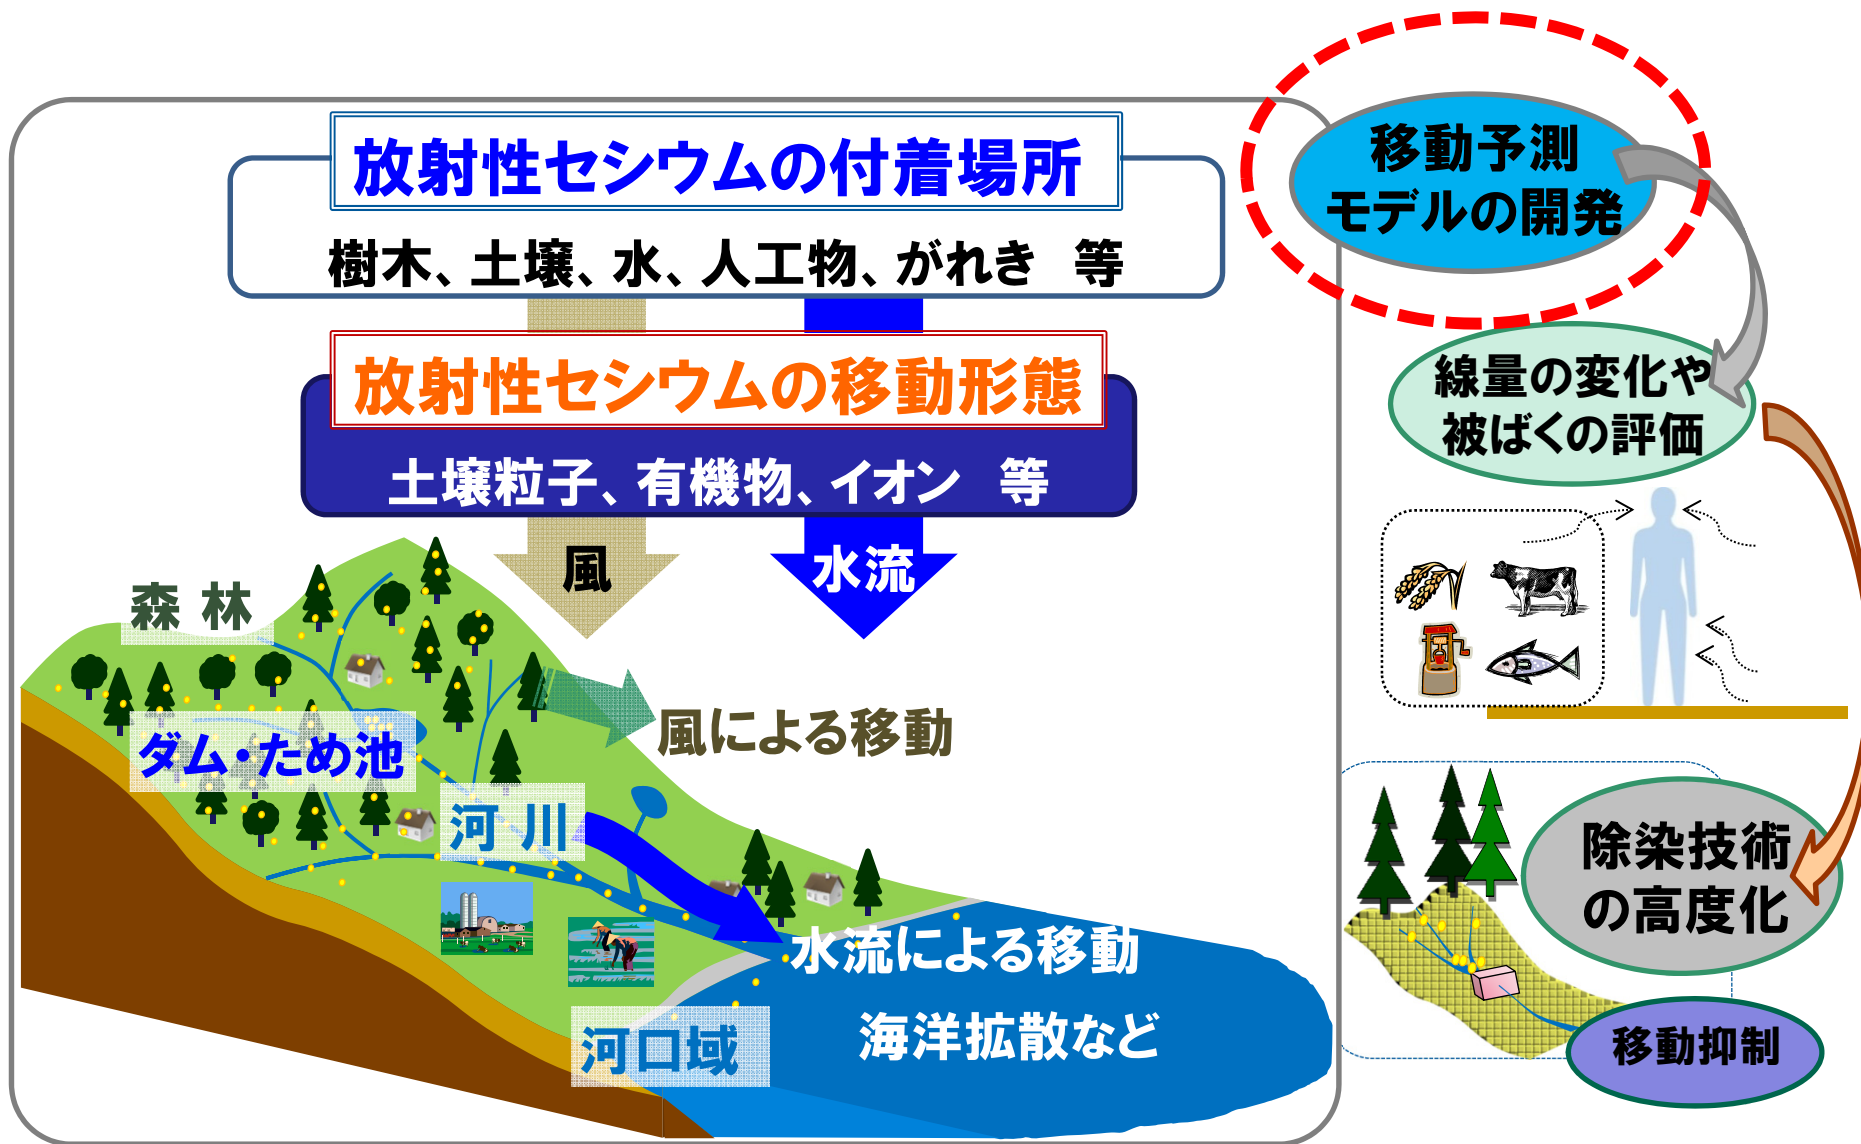 放射性セシウムの付着場所
樹木、土壌、水、人工物、がれき 等
放射性セシウムの移動形態
土壌粒子、有機物、イオン 等
風
水流
森 林
風による移動
ダム・ため池
河 川
水流による移動
海洋拡散など
河口域
移動予測
モデルの開発
線量の変化や
被ばくの評価
除染技術
の高度化
移動抑制